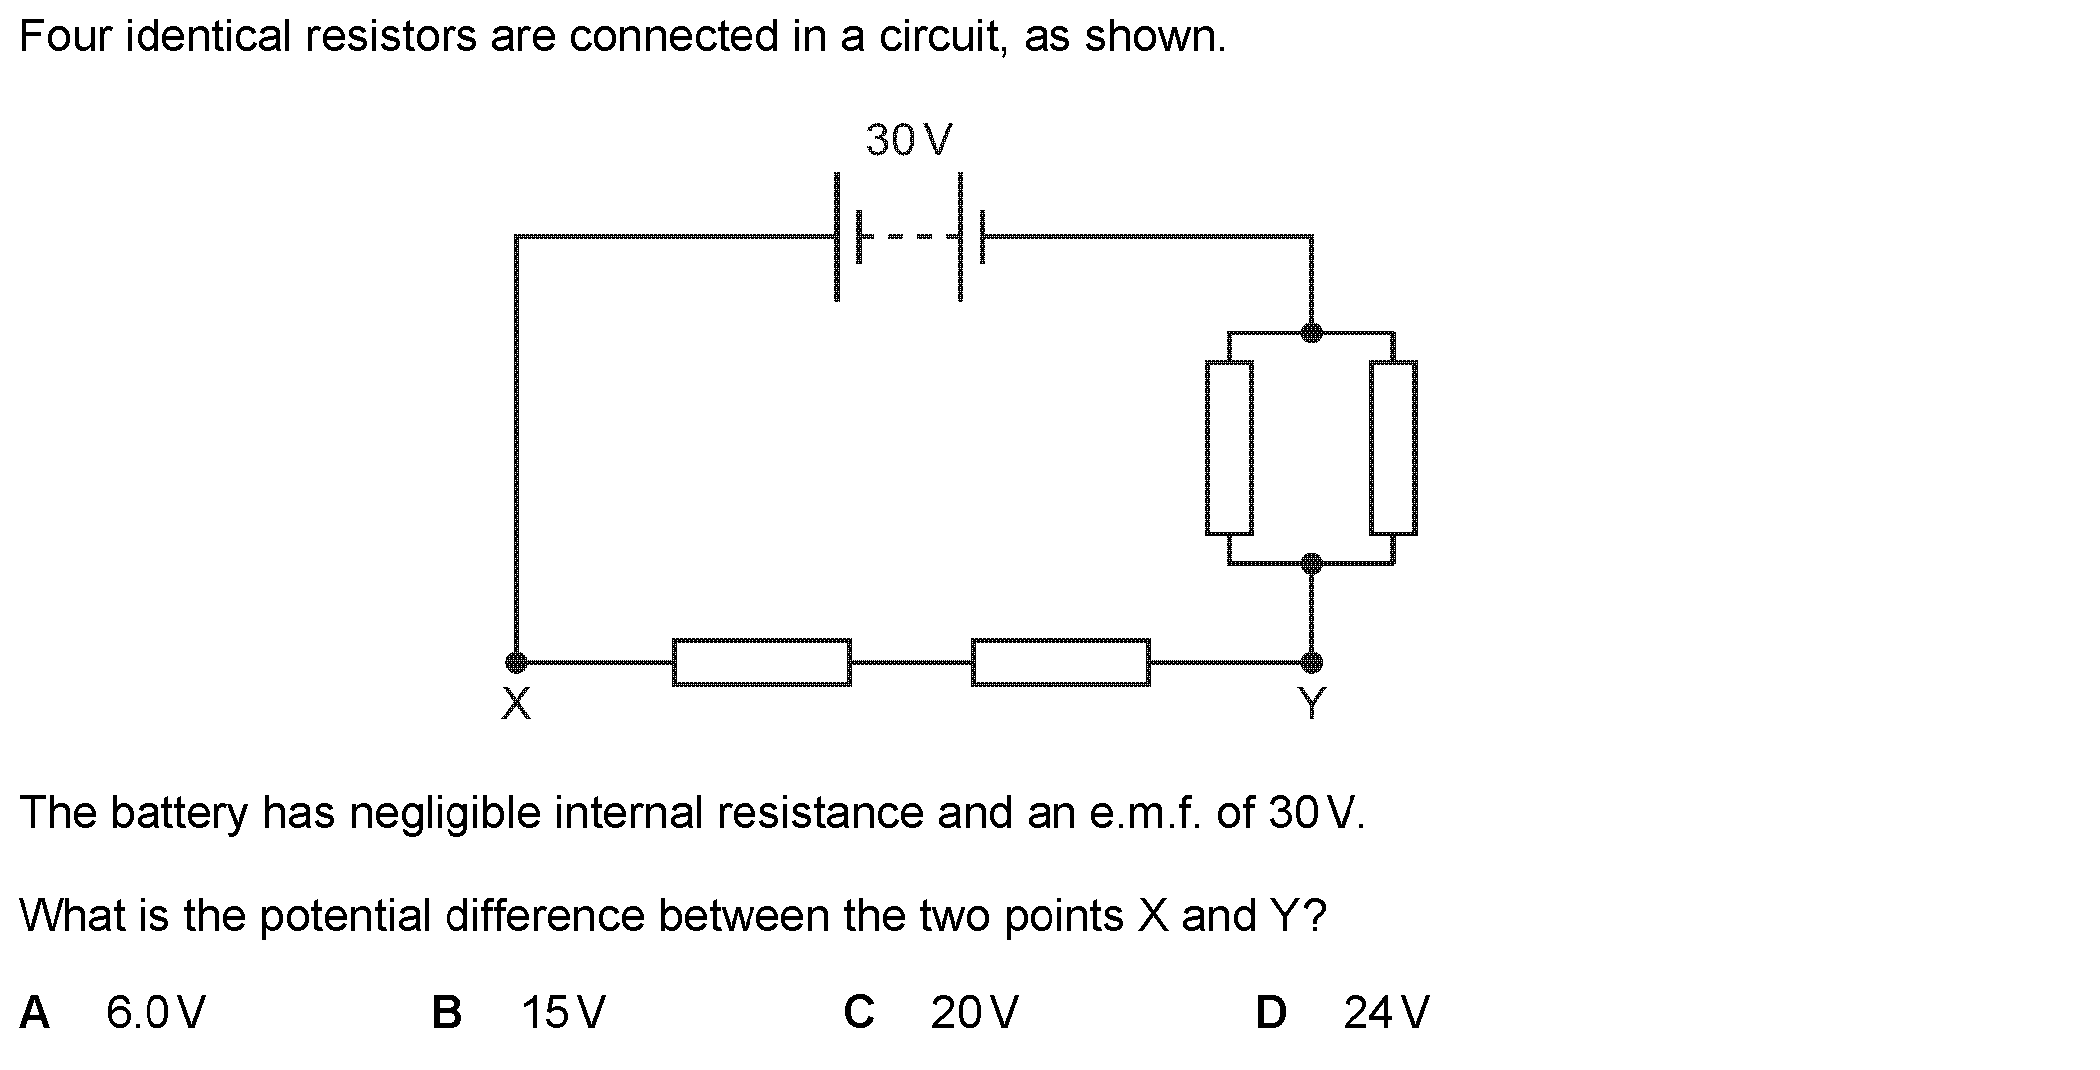 Four identical resistors are connected in a circuit, as shown.
30 V
X
Y
The battery has negligible internal resistance and an e.m.f. of 30 V.
What is the potential difference between the two points X and Y?
A 6.0 V B 15 V C 20 V D 24 V